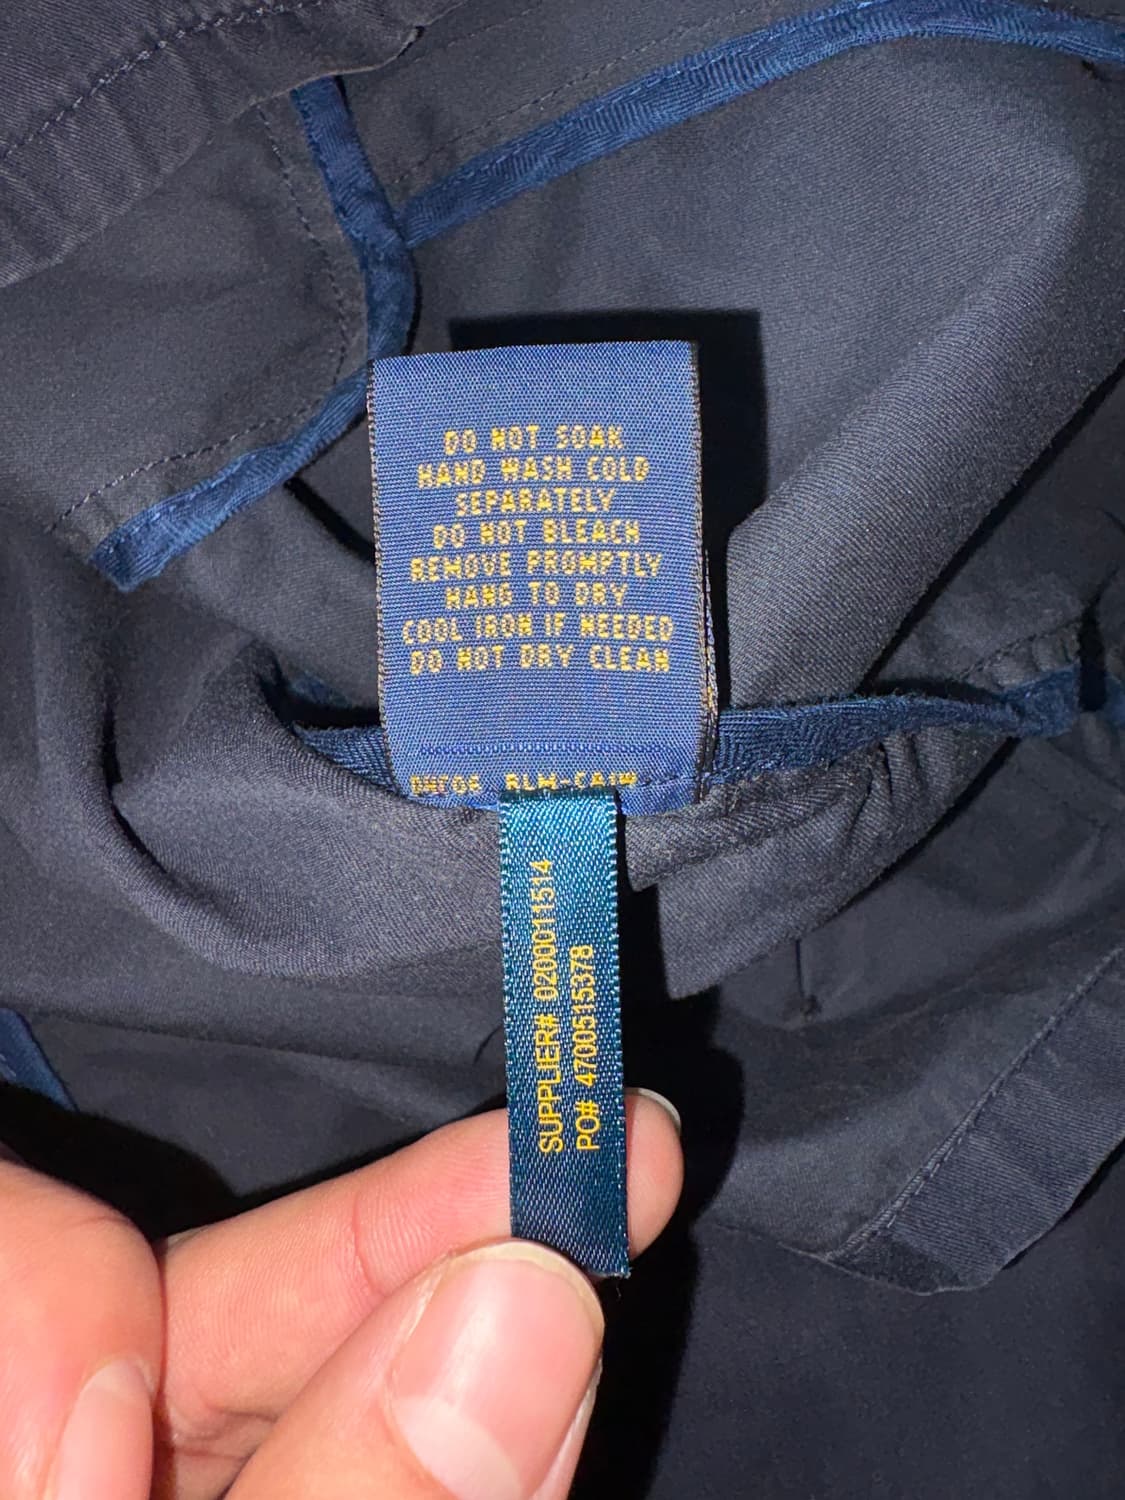 DO NOT SOAK
HAND WASH COLD
SEPARATELY
DO NOT BLEACH
REMOVE PROMPTLY
HANG TO DRY
COOL IRON IF NEEDED
DO NOT DRY CLEAN
SUPPLIER# 0200011514
PO# 4700515378